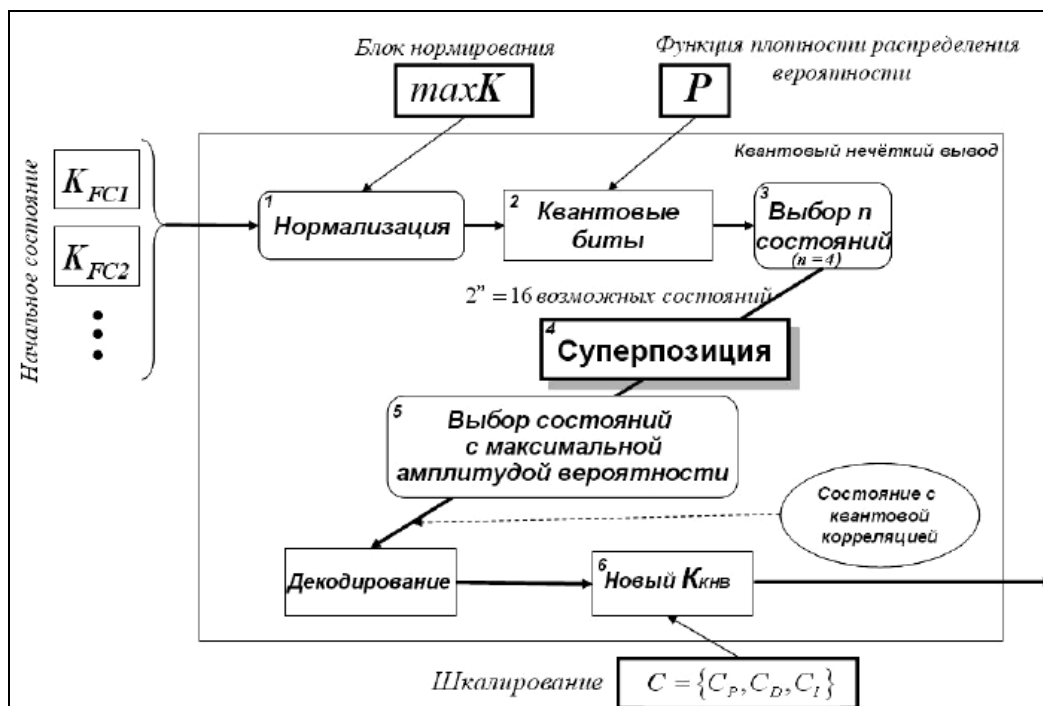 Блок нормирования
maxK
Функция плотности распределения
вероятности
P
Начальное состояние
K_FC1
K_FC2
Квантовый нечёткий вывод
1
Нормализация
2
Квантовые
биты
3
Выбор n
состояний
(n = 4)
2ⁿ = 16 возможных состояний
4
Суперпозиция
5
Выбор состояний
с максимальной
амплитудой вероятности
Состояние с
квантовой
корреляцией
Декодирование
6
Новый K_КНВ
Шкалирование
C = {C_P, C_D, C_I}